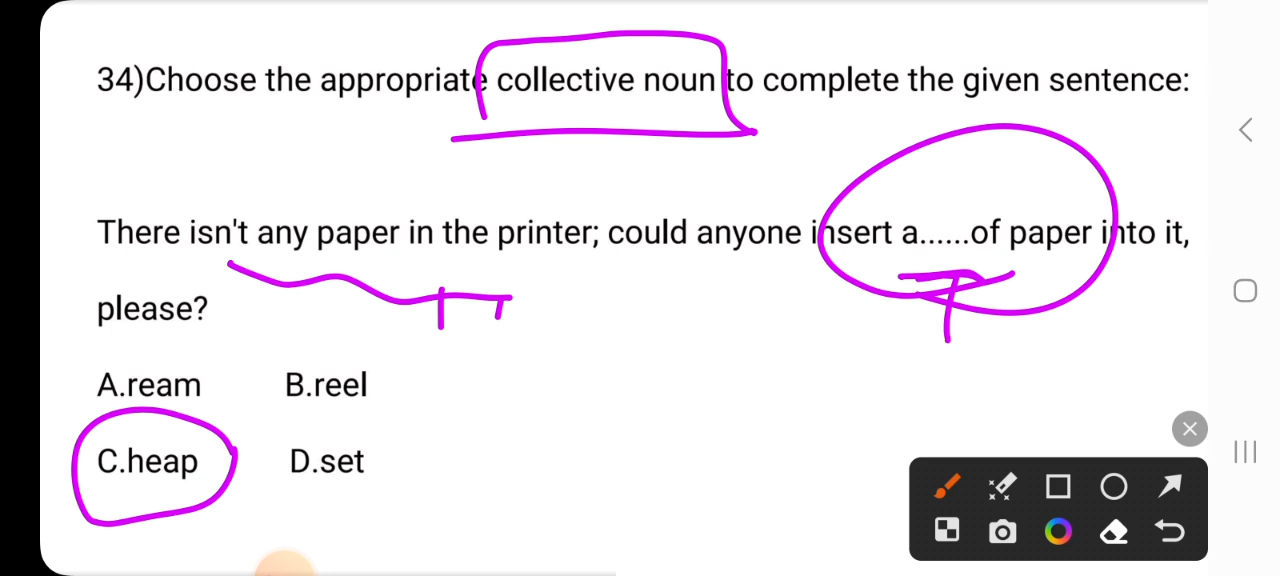 34)Choose the appropriate collective noun to complete the given sentence:
There isn't any paper in the printer; could anyone insert a......of paper into it,
please?
A.ream B.reel
C.heap D.set